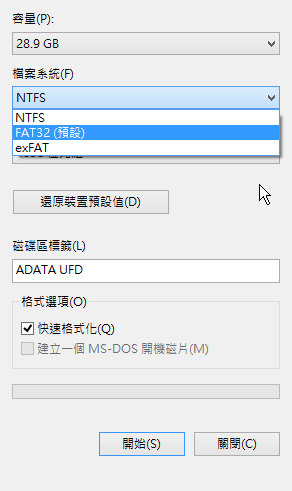 容量(P):
28.9 GB
檔案系統(F)
NTFS
NTFS
FAT32 (預設)
exFAT
還原裝置預設值(D)
磁碟區標籤(L)
ADATA UFD
格式選項(O)
快速格式化(Q)
建立一個 MS-DOS 開機磁片(M)
開始(S)
關閉(C)